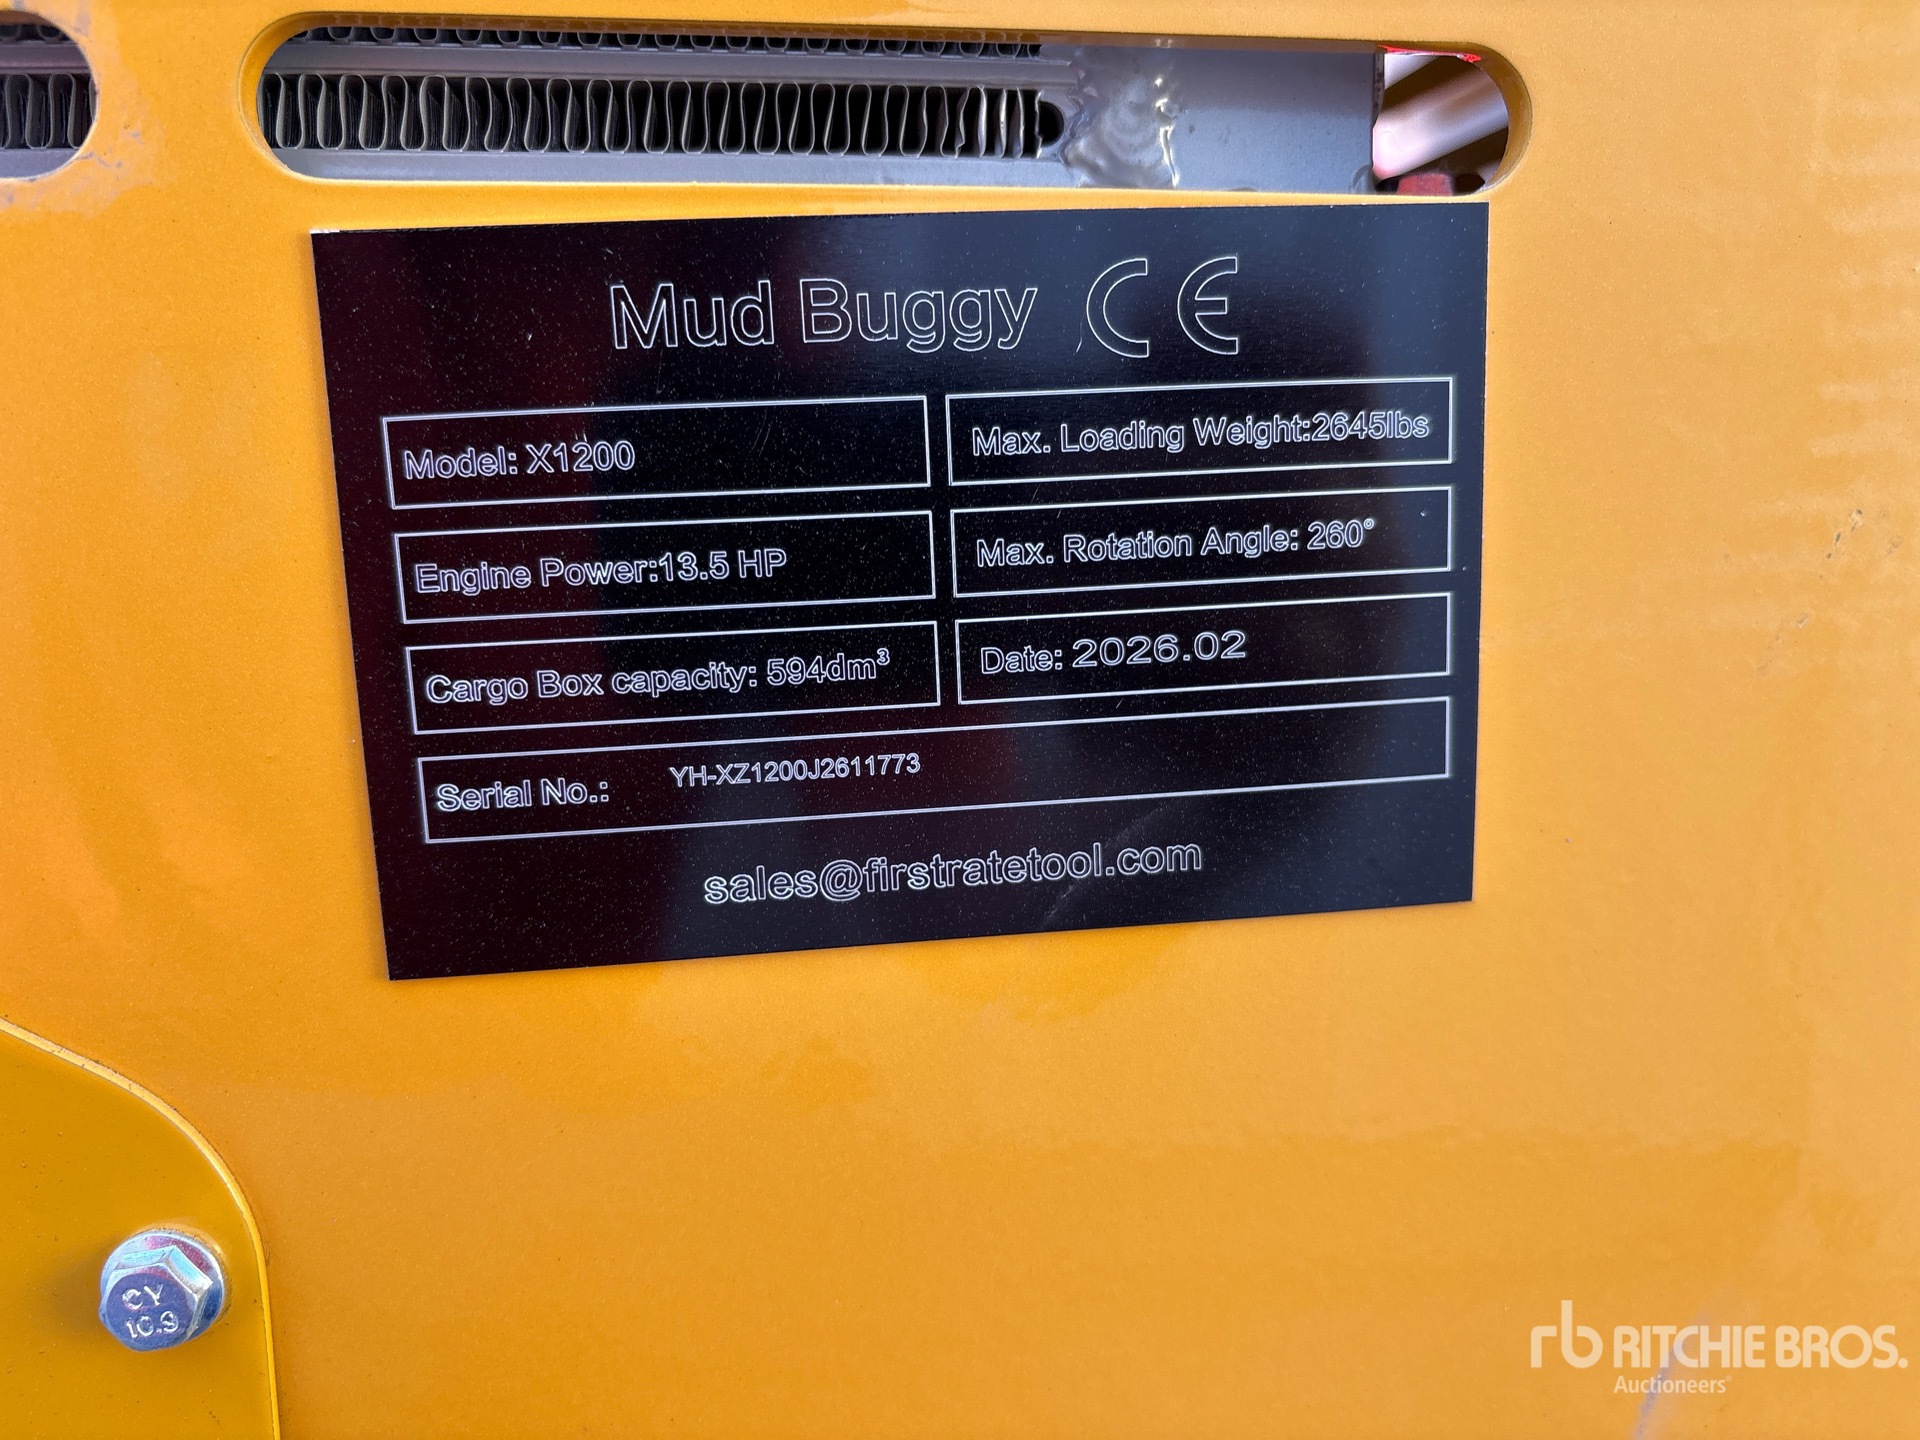 Mud Buggy CE
Model: X1200
Max. Loading Weight:2645lbs
Engine Power:13.5 HP
Max. Rotation Angle: 260°
Cargo Box capacity: 594dm³
Date: 2026.02
Serial No.: YH-XZ1200J2611773
sales@firstratetool.com
CY
10.9
rb RITCHIE BROS.
Auctioneers